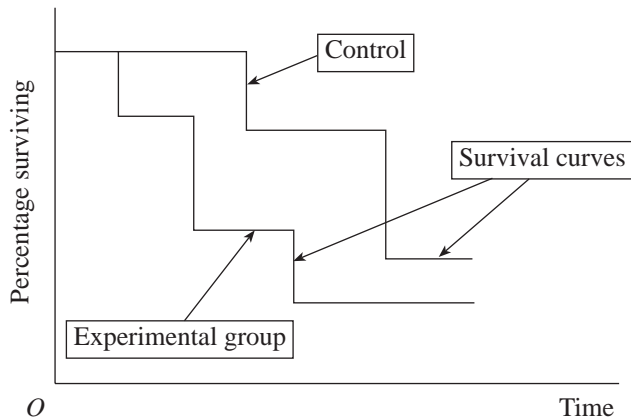 Control
Percentage surviving
Survival curves
Experimental group
O
Time